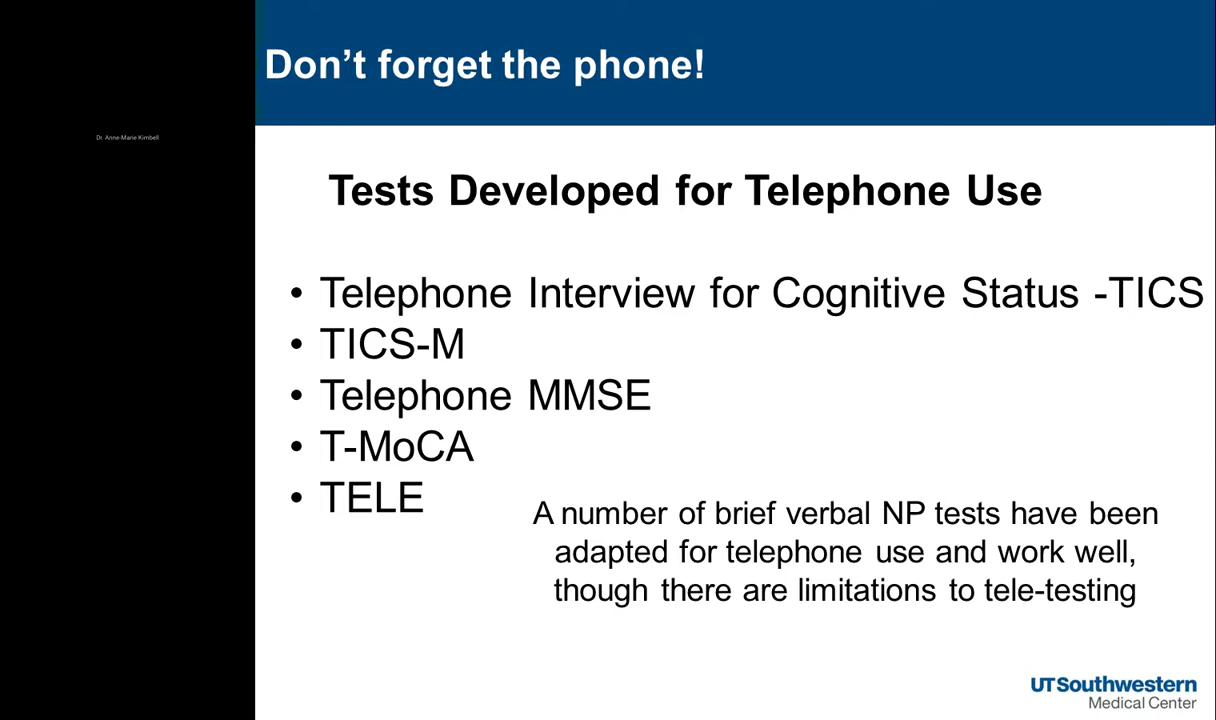 Don't forget the phone!
Dr. Anne-Marie Kimbell
Tests Developed for Telephone Use
• Telephone Interview for Cognitive Status -TICS
• TICS-M
• Telephone MMSE
• T-MoCA
• TELE
A number of brief verbal NP tests have been
adapted for telephone use and work well,
though there are limitations to tele-testing
UTSouthwestern
Medical Center